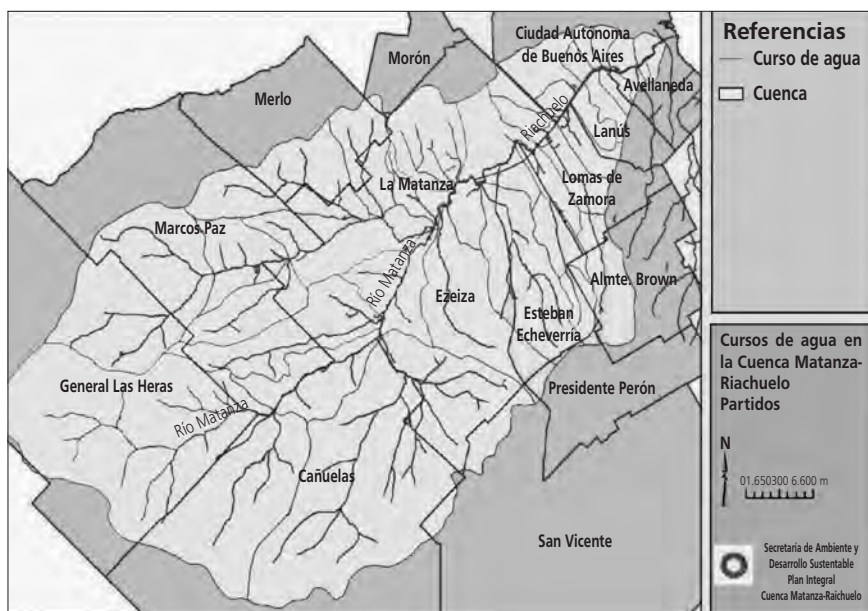 Ciudad Autónoma
de Buenos Aires
Morón
Merlo
Avellaneda
Riachuelo
Lanús
La Matanza
Lomas de
Zamora
Marcos Paz
Río Matanza
Ezeiza
Almte. Brown
Esteban
Echeverría
General Las Heras
Presidente Perón
Río Matanza
Cañuelas
San Vicente
Referencias
Curso de agua
Cuenca
Cursos de agua en
la Cuenca Matanza-
Riachuelo
Partidos
N
01.650300 6.600 m
Secretaría de Ambiente y
Desarrollo Sustentable
Plan Integral
Cuenca Matanza-Raichuelo